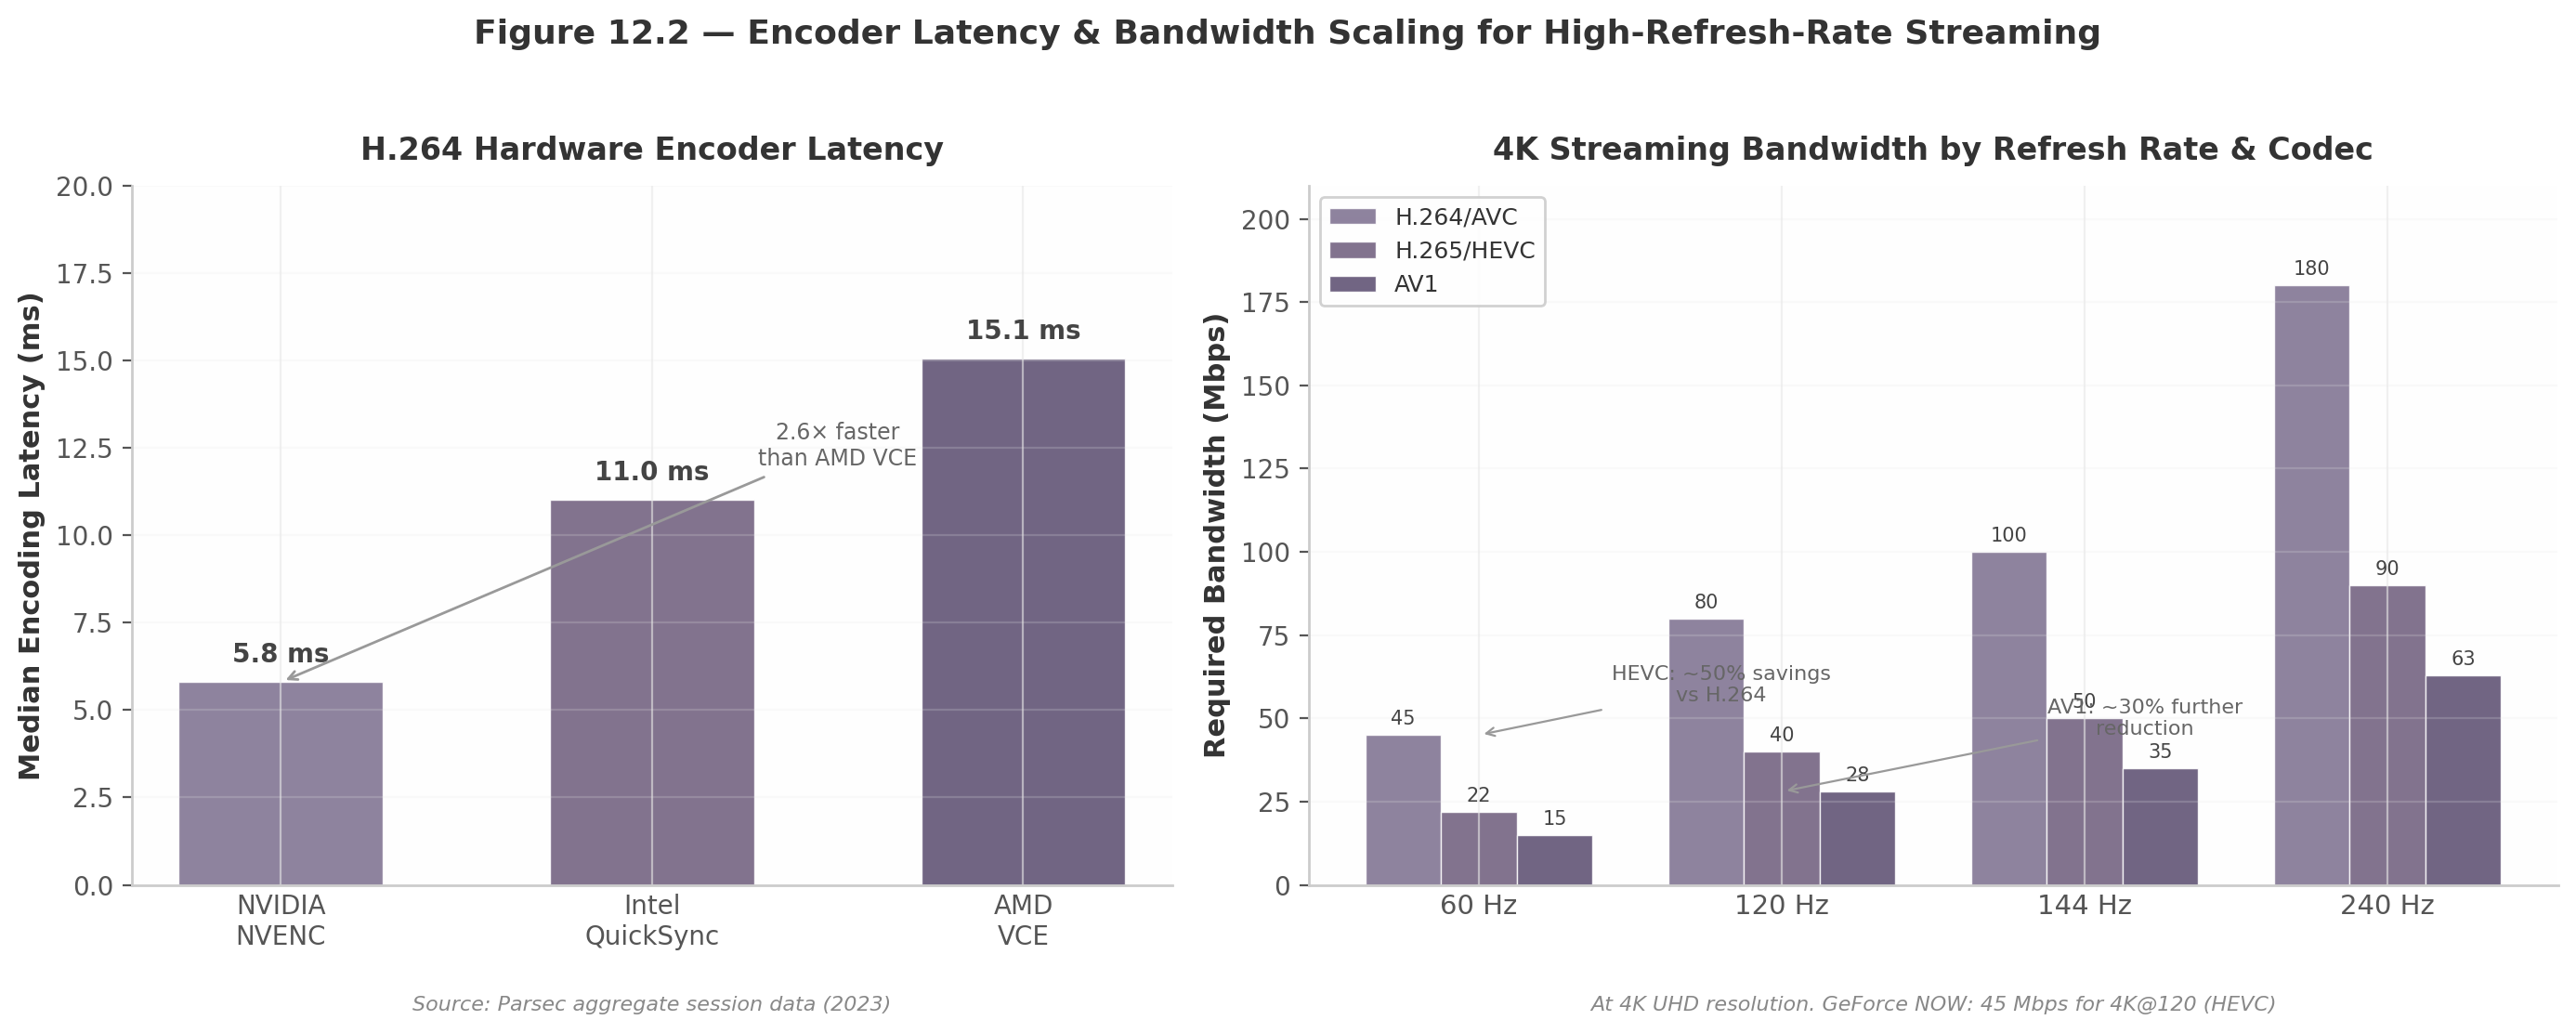 Figure 12.2 — Encoder Latency & Bandwidth Scaling for High-Refresh-Rate Streaming
H.264 Hardware Encoder Latency
Median Encoding Latency (ms)
20.0
17.5
15.0
12.5
10.0
7.5
5.0
2.5
0.0
5.8 ms
11.0 ms
15.1 ms
2.6× faster
than AMD VCE
NVIDIA
NVENC
Intel
QuickSync
AMD
VCE
Source: Parsec aggregate session data (2023)
4K Streaming Bandwidth by Refresh Rate & Codec
Required Bandwidth (Mbps)
200
175
150
125
100
75
50
25
0
H.264/AVC
H.265/HEVC
AV1
45
22
15
80
40
28
100
50
35
180
90
63
HEVC: ~50% savings
vs H.264
AV1: ~30% further
reduction
60 Hz
120 Hz
144 Hz
240 Hz
At 4K UHD resolution. GeForce NOW: 45 Mbps for 4K@120 (HEVC)